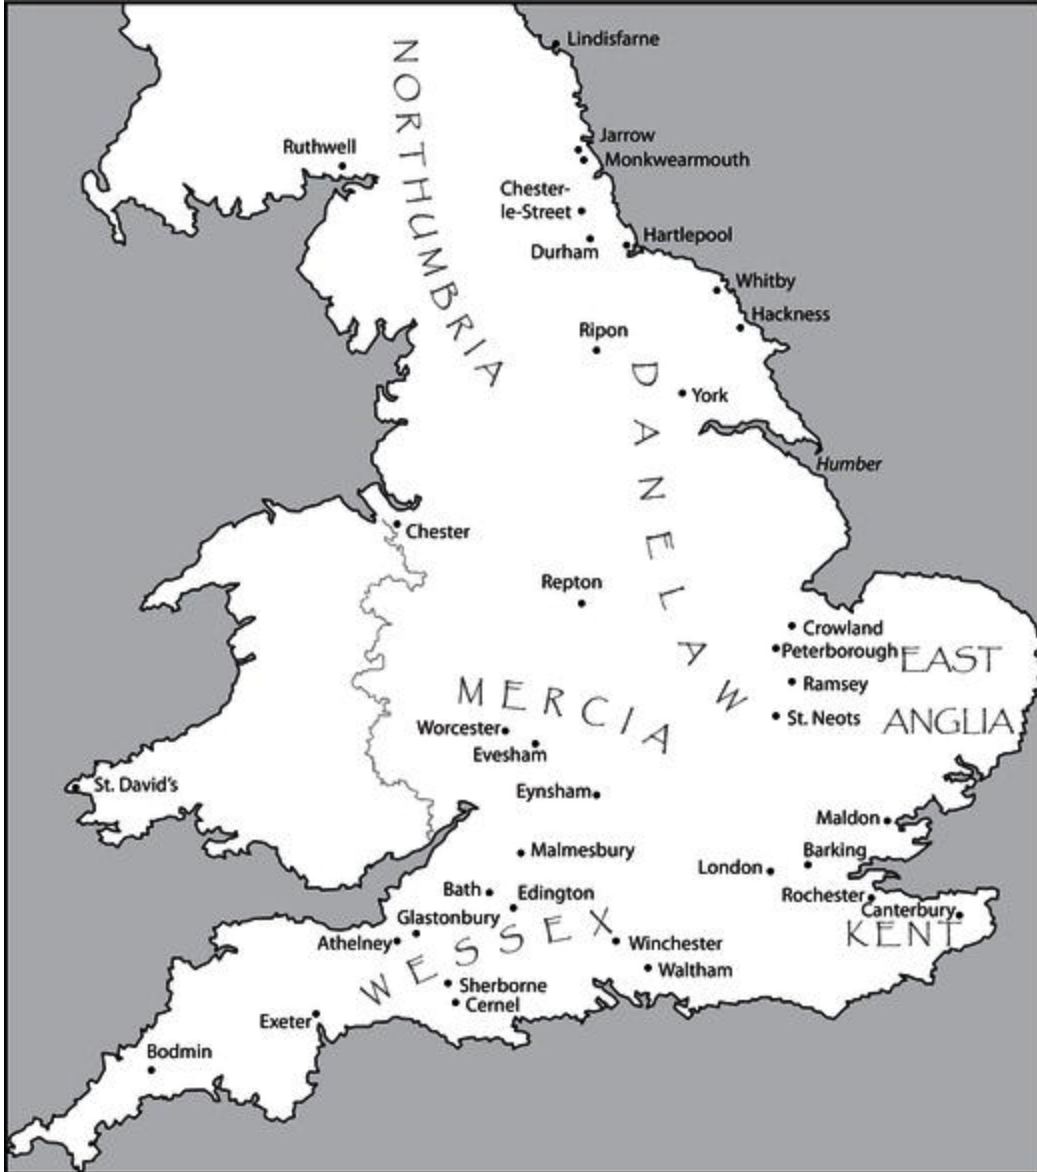 Lindisfarne
NORTHUMBRIA
Jarrow
Ruthwell
Monkwearmouth
Chester-
le-Street
Hartlepool
Durham
Whitby
Hackness
Ripon
DANELAW
York
Humber
Chester
Repton
Crowland
Peterborough
EAST
Ramsey
MERCIA
St. Neots
ANGLIA
Worcester
Evesham
St. David's
Eynsham
Maldon
Malmesbury
Barking
London
Bath
Edington
Rochester
Canterbury
Glastonbury
WESSEX
KENT
Athelney
Winchester
Waltham
Sherborne
Cernel
Exeter
Bodmin